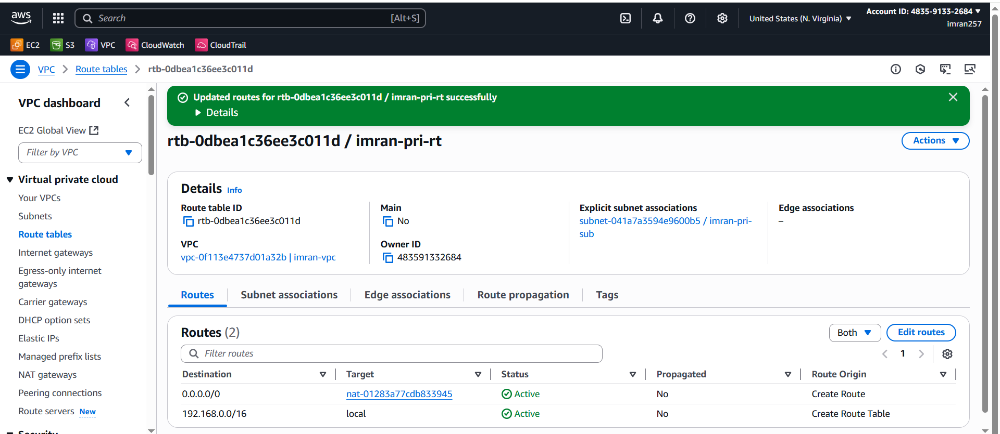 aws
Search [Alt+S]
United States (N. Virginia)
Account ID: 4835-9133-2684
imran257
EC2 S3 VPC CloudWatch CloudTrail
VPC Route tables rtb-0dbea1c36ee3c011d
VPC dashboard
EC2 Global View
Filter by VPC
Virtual private cloud
Your VPCs
Subnets
Route tables
Internet gateways
Egress-only internet
gateways
Carrier gateways
DHCP option sets
Elastic IPs
Managed prefix lists
NAT gateways
Peering connections
Route servers New
Security
Updated routes for rtb-0dbea1c36ee3c011d / imran-pri-rt successfully
Details
rtb-0dbea1c36ee3c011d / imran-pri-rt
Actions
Details Info
Route table ID
rtb-0dbea1c36ee3c011d
VPC
vpc-0f113e4737d01a32b | imran-vpc
Main
No
Owner ID
483591332684
Explicit subnet associations
subnet-041a7a3594e9600b5 / imran-pri-
sub
Edge associations
–
Routes Subnet associations Edge associations Route propagation Tags
Routes (2)
Both
Edit routes
Filter routes
1
Destination Target Status Propagated Route Origin
0.0.0.0/0 nat-01283a77cdb833945 Active No Create Route
192.168.0.0/16 local Active No Create Route Table